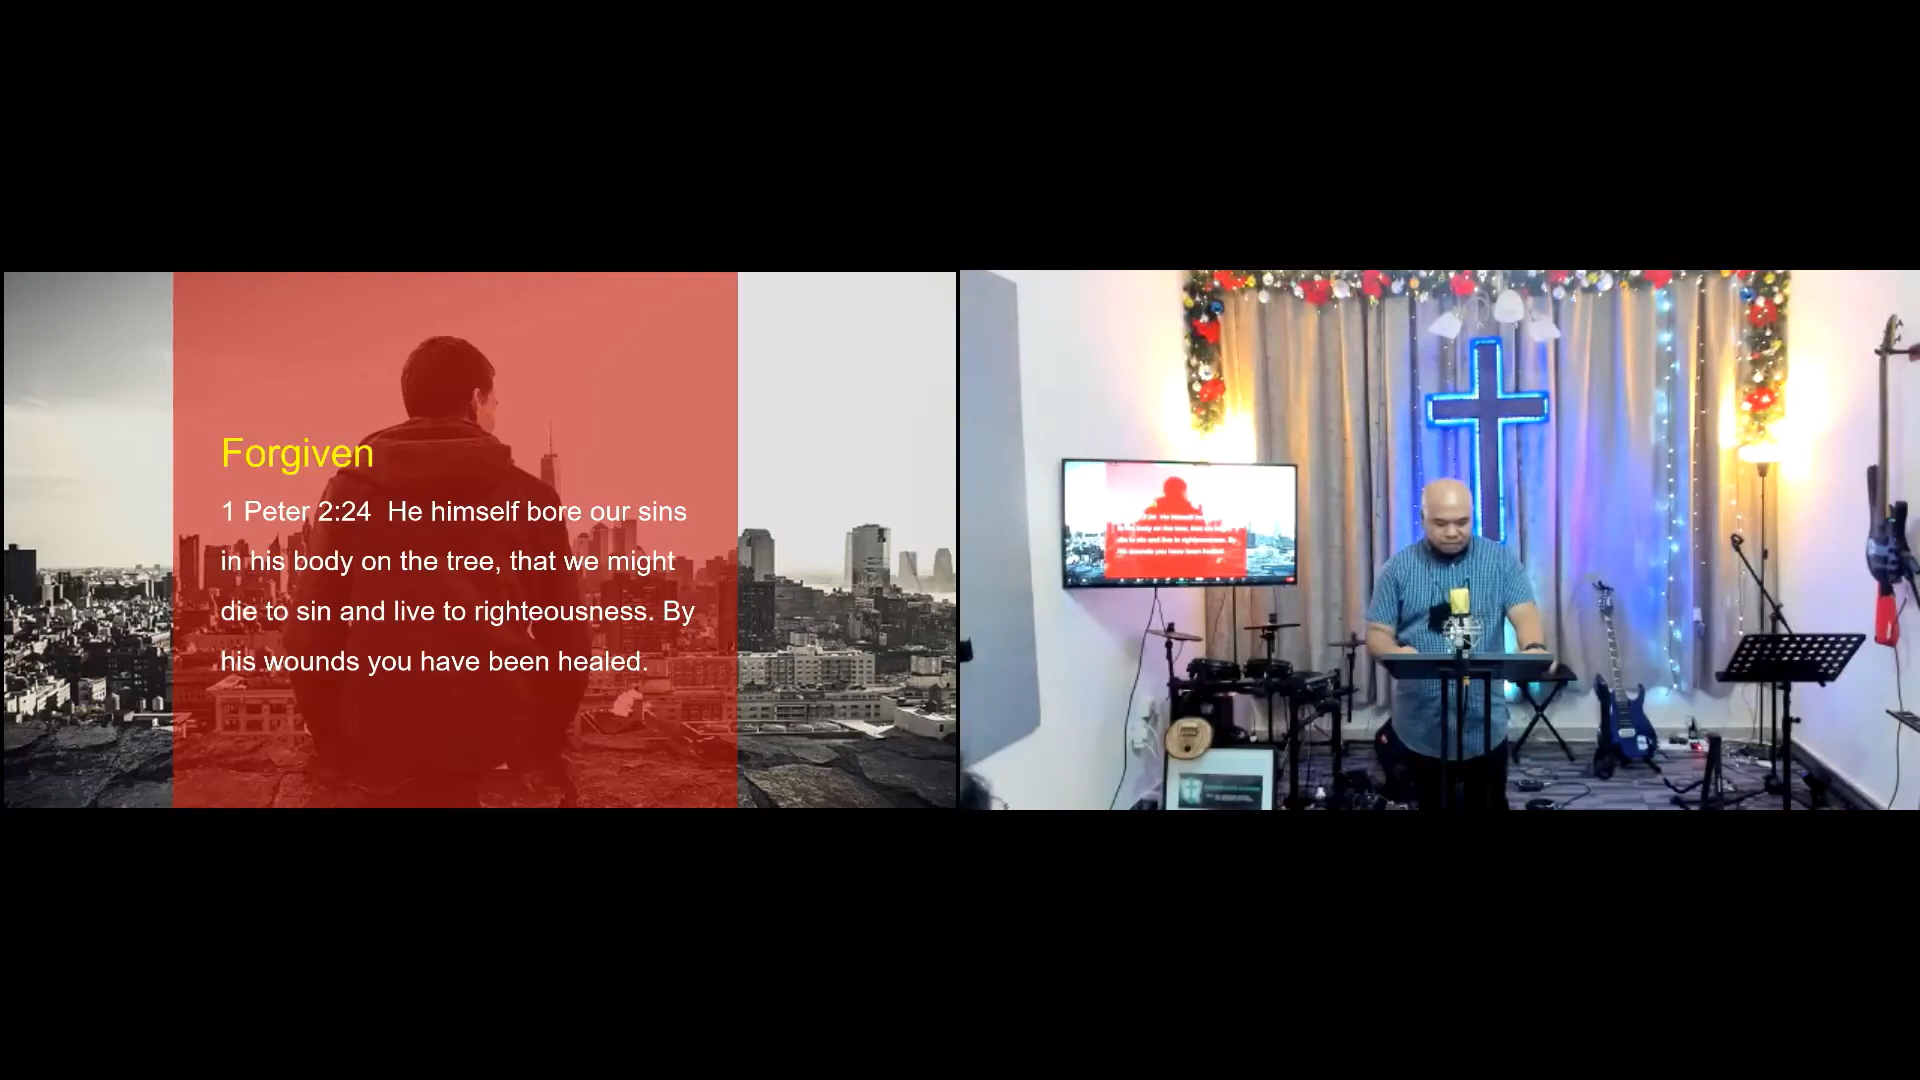 Forgiven
1 Peter 2:24  He himself bore our sins
in his body on the tree, that we might
die to sin and live to righteousness. By
his wounds you have been healed.